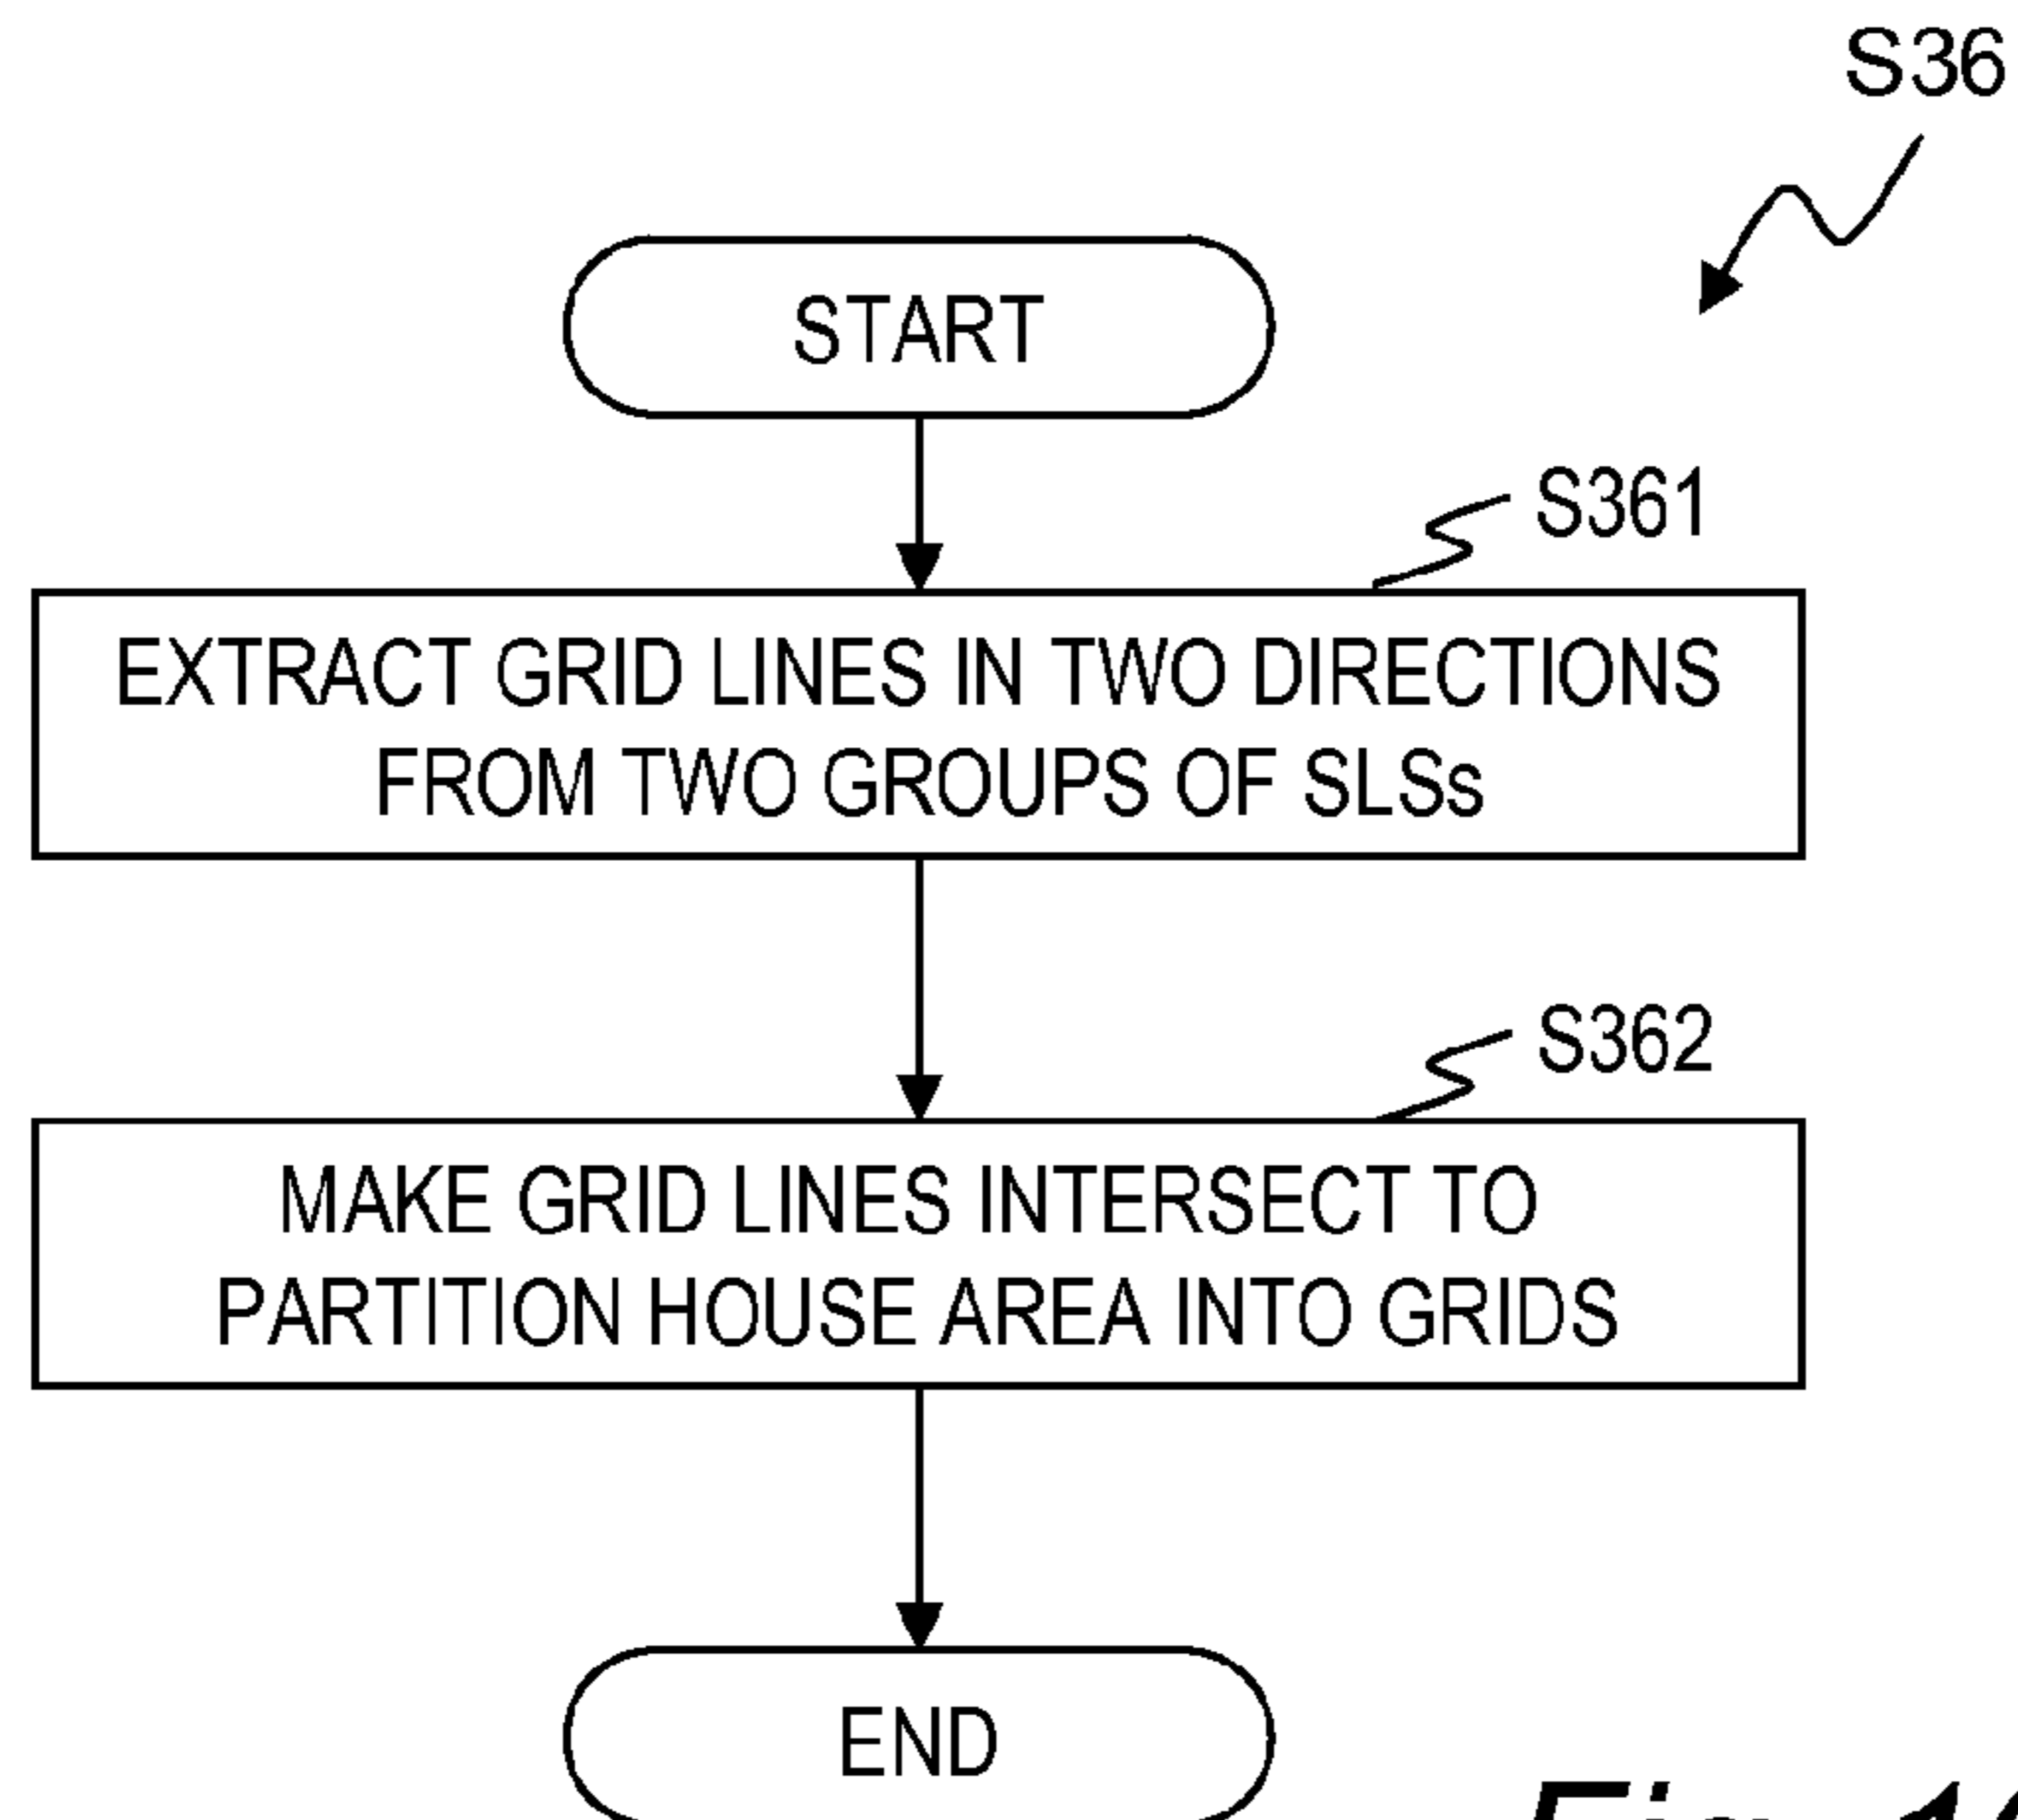 S36
START
S361
EXTRACT GRID LINES IN TWO DIRECTIONS
FROM TWO GROUPS OF SLSs
S362
MAKE GRID LINES INTERSECT TO
PARTITION HOUSE AREA INTO GRIDS
END